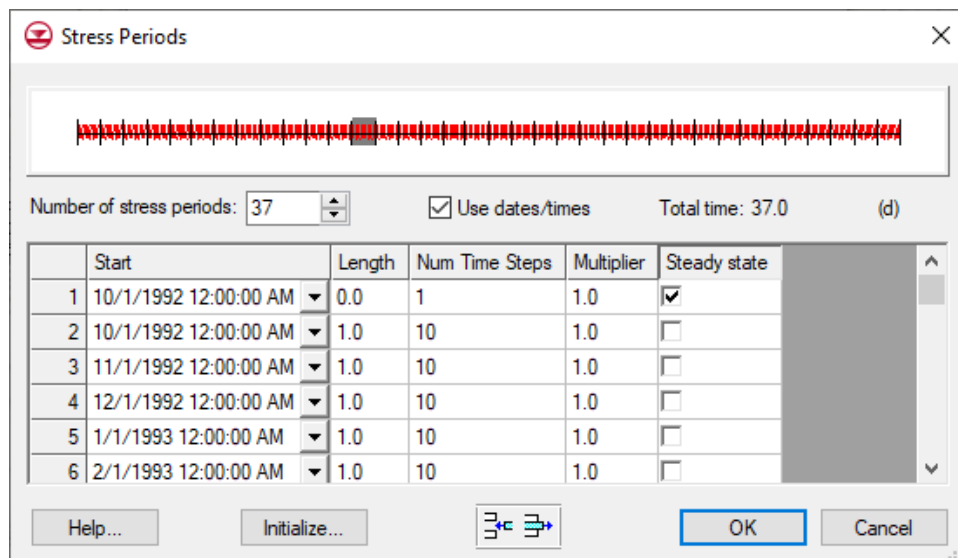 Stress Periods
Number of stress periods: 37 Use dates/times Total time: 37.0 (d)
Start Length Num Time Steps Multiplier Steady state
1 10/1/1992 12:00:00 AM 0.0 1 1.0
2 10/1/1992 12:00:00 AM 1.0 10 1.0
3 11/1/1992 12:00:00 AM 1.0 10 1.0
4 12/1/1992 12:00:00 AM 1.0 10 1.0
5 1/1/1993 12:00:00 AM 1.0 10 1.0
6 2/1/1993 12:00:00 AM 1.0 10 1.0
Help... Initialize... OK Cancel